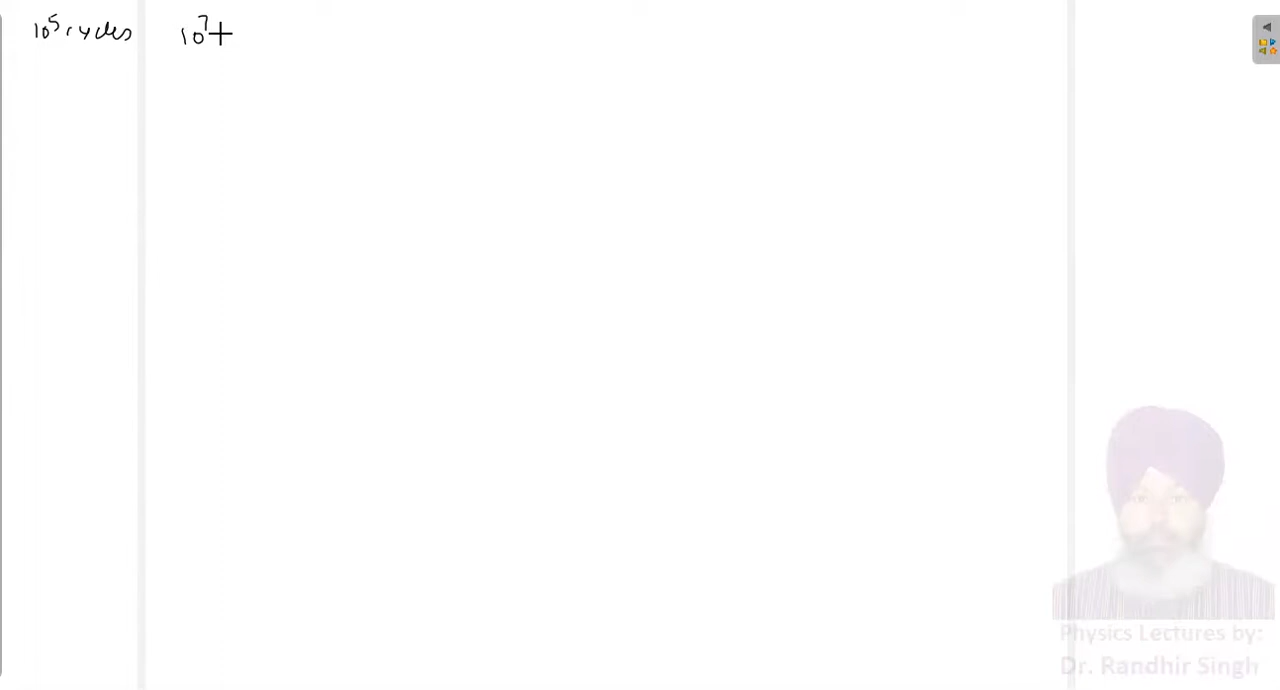 10⁵ cycles 10⁷+
Physics Lectures by:
Dr. Randhir Singh